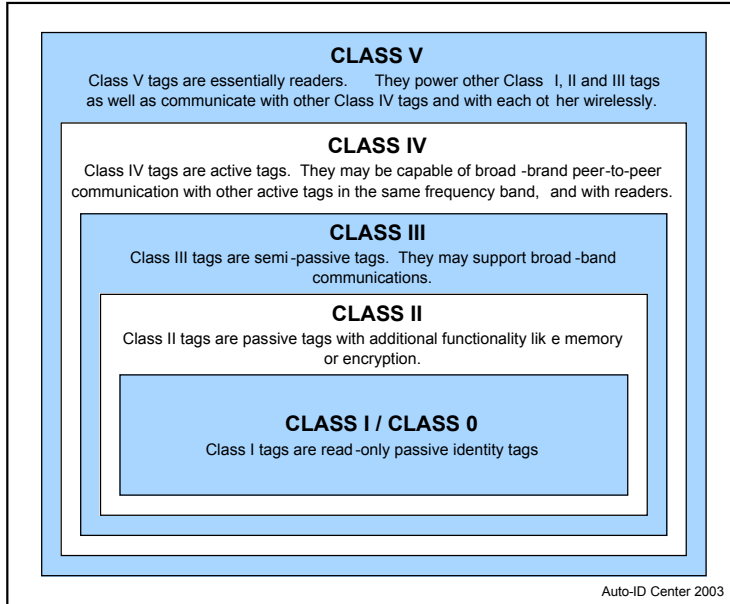 CLASS V
Class V tags are essentially readers. They power other Class I, II and III tags
as well as communicate with other Class IV tags and with each ot her wirelessly.
CLASS IV
Class IV tags are active tags. They may be capable of broad -brand peer-to-peer
communication with other active tags in the same frequency band, and with readers.
CLASS III
Class III tags are semi -passive tags. They may support broad -band
communications.
CLASS II
Class II tags are passive tags with additional functionality lik e memory
or encryption.
CLASS I / CLASS 0
Class I tags are read -only passive identity tags
Auto-ID Center 2003